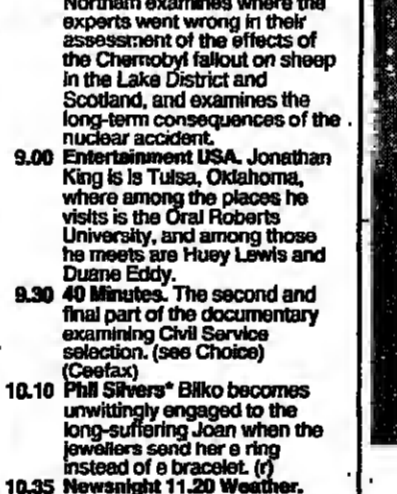 Northam examines where the
experts went wrong in their
assessment of the effects of
the Chernobyl fallout on sheep
in the Lake District and
Scotland, and examines the
long-term consequences of the
nuclear accident.
9.00 Entertainment USA. Jonathan
King is Is Tulsa, Oklahoma,
where among the places he
visits is the Oral Roberts
University, and among those
he meets are Huey Lewis and
Duane Eddy.
9.30 40 Minutes. The second and
final part of the documentary
examining Civil Service
selection. (see Choice)
(Ceefax)
10.10 Phil Silvers* Bilko becomes
unwittingly engaged to the
long-suffering Joan when the
jewellers send her e ring
instead of e bracelet. (r)
10.35 Newsnight 11.20 Weather.